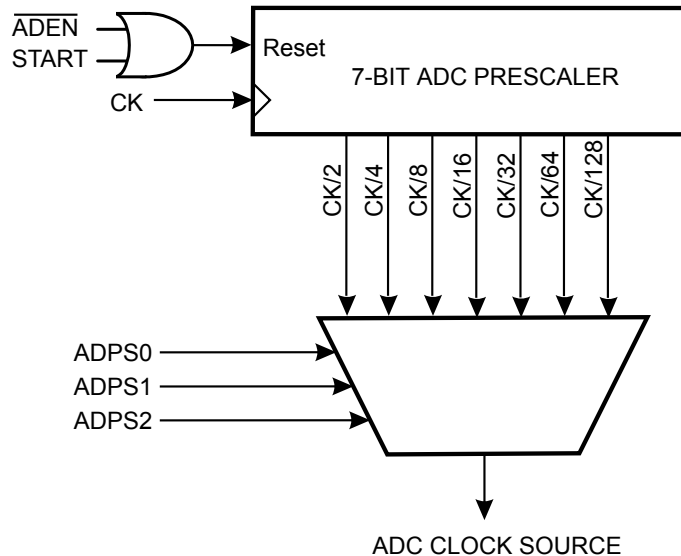 ADEN
START
Reset
7-BIT ADC PRESCALER
CK
CK/2
CK/4
CK/8
CK/16
CK/32
CK/64
CK/128
ADPS0
ADPS1
ADPS2
ADC CLOCK SOURCE